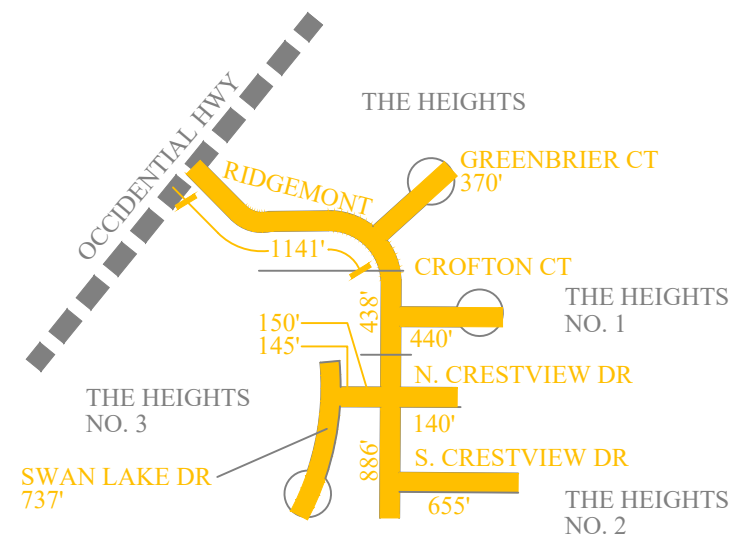 THE HEIGHTS
OCCIDENTIAL HWY
RIDGEMONT
GREENBRIER CT
370'
1141'
CROFTON CT
438'
THE HEIGHTS
NO. 1
440'
150'
145'
N. CRESTVIEW DR
THE HEIGHTS
NO. 3
140'
886'
S. CRESTVIEW DR
SWAN LAKE DR
737'
655'
THE HEIGHTS
NO. 2